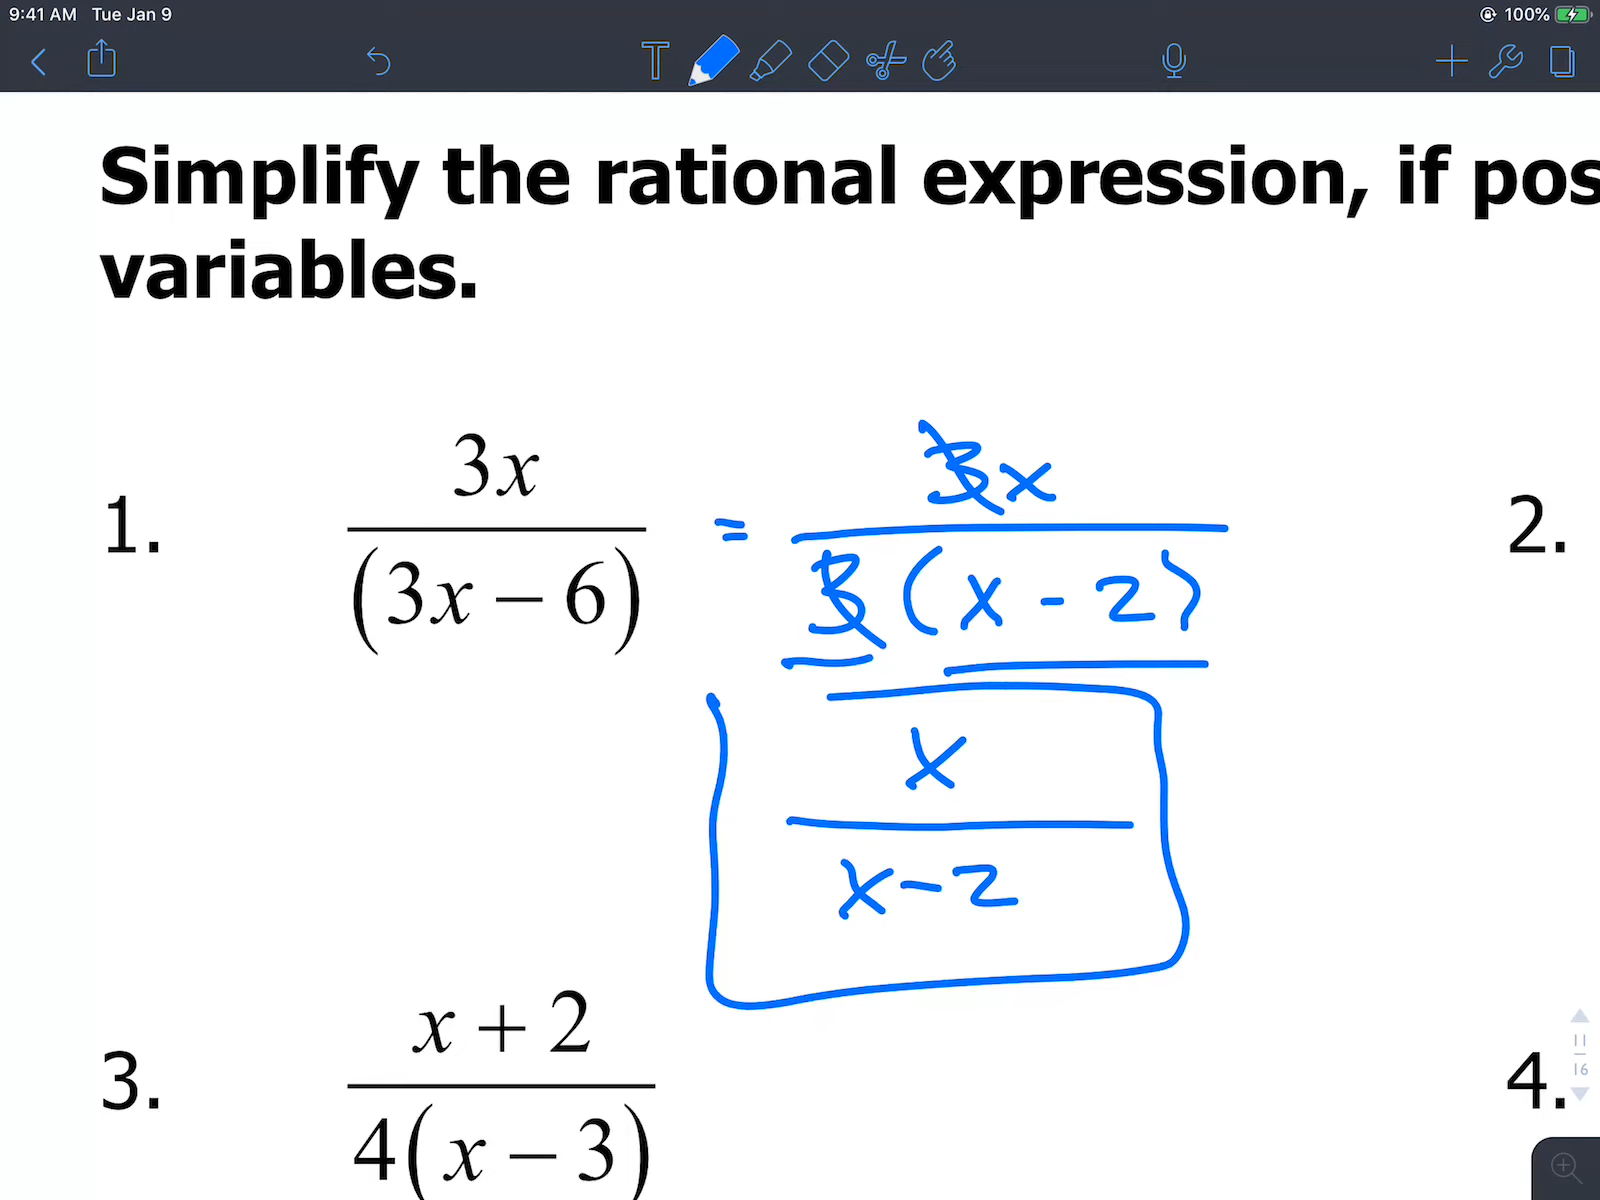 9:41 AM Tue Jan 9
100%
Simplify the rational expression, if pos
variables.
1. 3x / (3x – 6) = 3x / 3(x - 2)
x / x - 2
2.
3. x + 2 / 4(x – 3)
4.
11
16